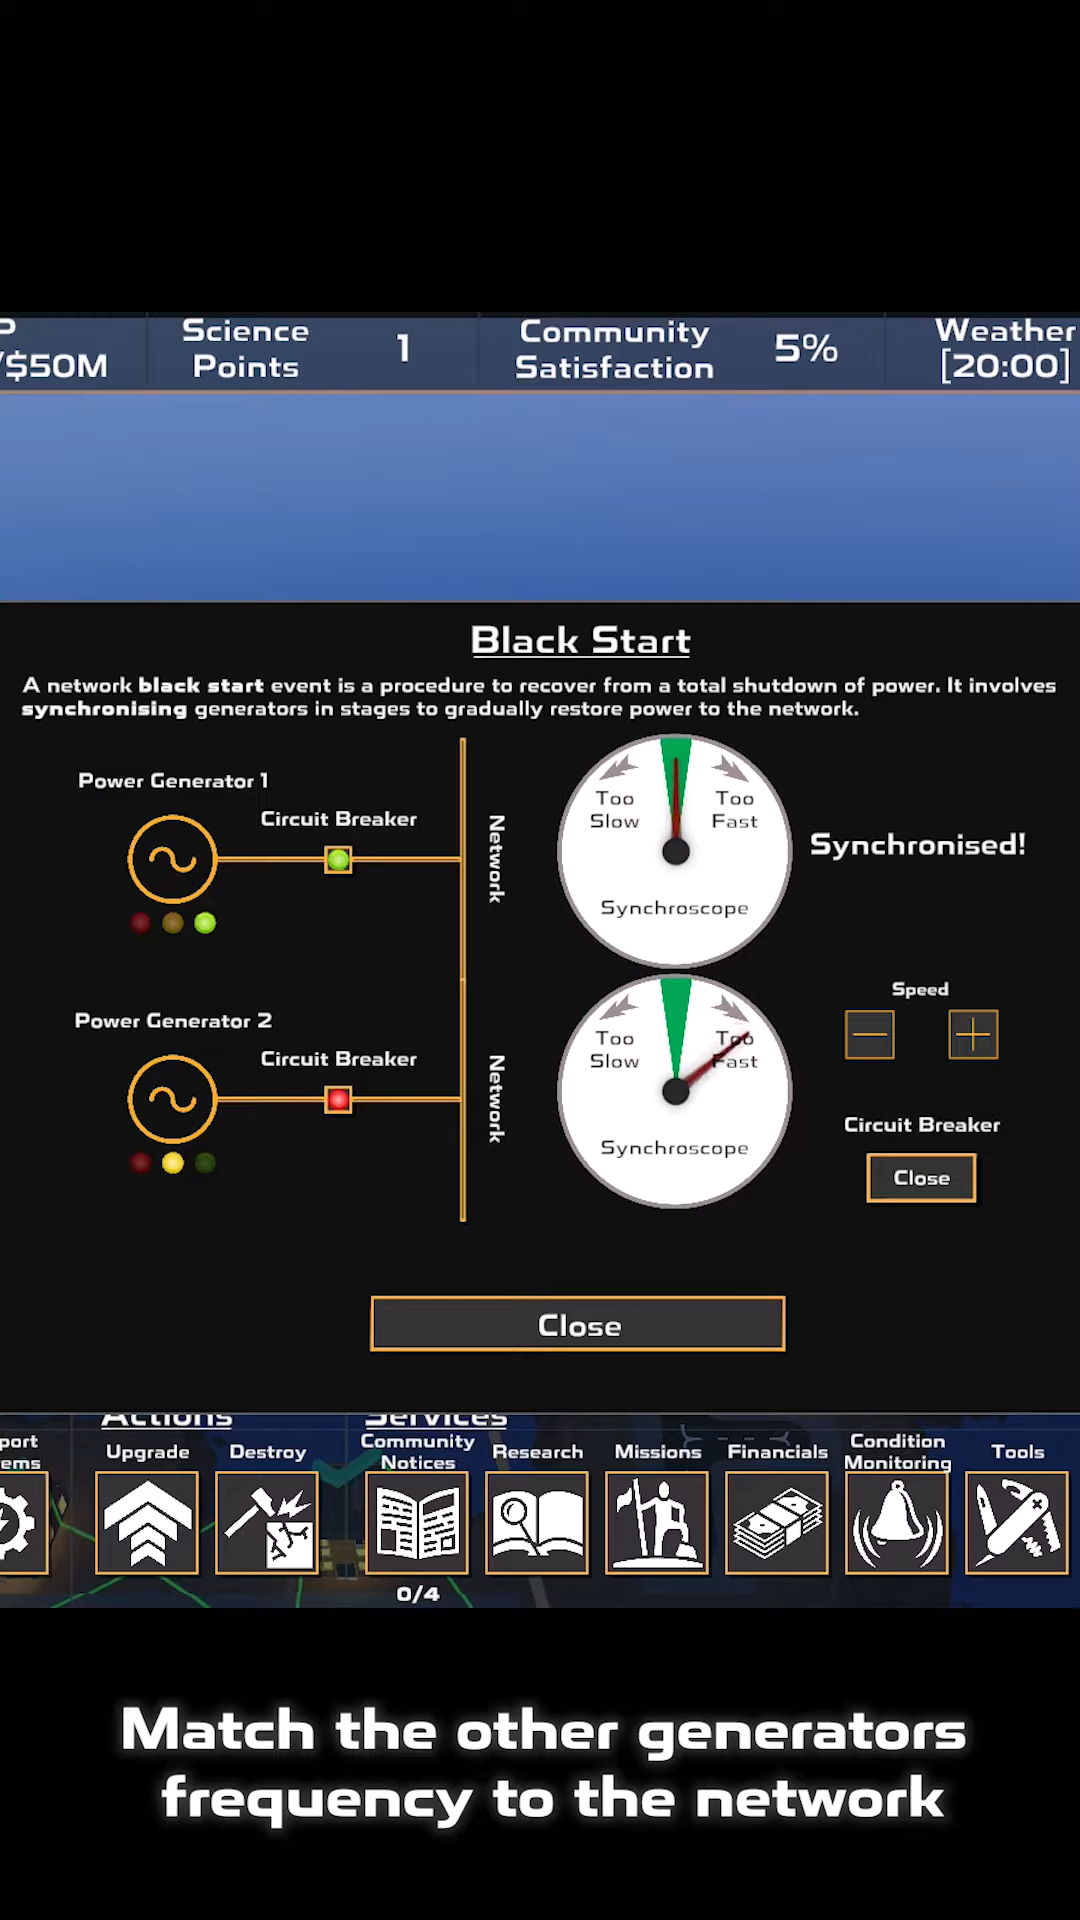 P
/$50M
Science
Points
1
Community
Satisfaction
5%
Weather
[20:00]
Black Start
A network black start event is a procedure to recover from a total shutdown of power. It involves
synchronising generators in stages to gradually restore power to the network.
Power Generator 1
Circuit Breaker
Network
Too
Slow
Too
Fast
Synchroscope
Synchronised!
Power Generator 2
Circuit Breaker
Network
Too
Slow
Too
Fast
Synchroscope
Speed
Circuit Breaker
Close
Close
Actions
Services
port
ems
Upgrade
Destroy
Community
Notices
Research
Missions
Financials
Condition
Monitoring
Tools
0/4
Match the other generators
frequency to the network